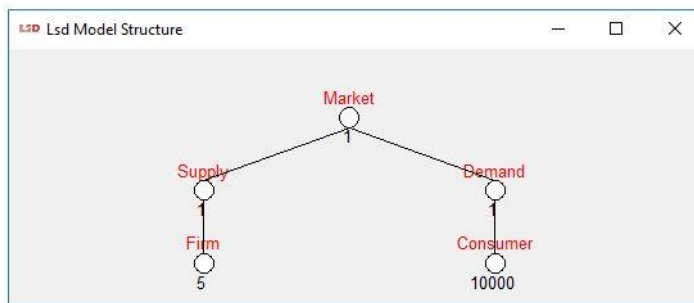 LSD Lsd Model Structure
Market
1
Supply Demand
1 1
Firm Consumer
5 10000